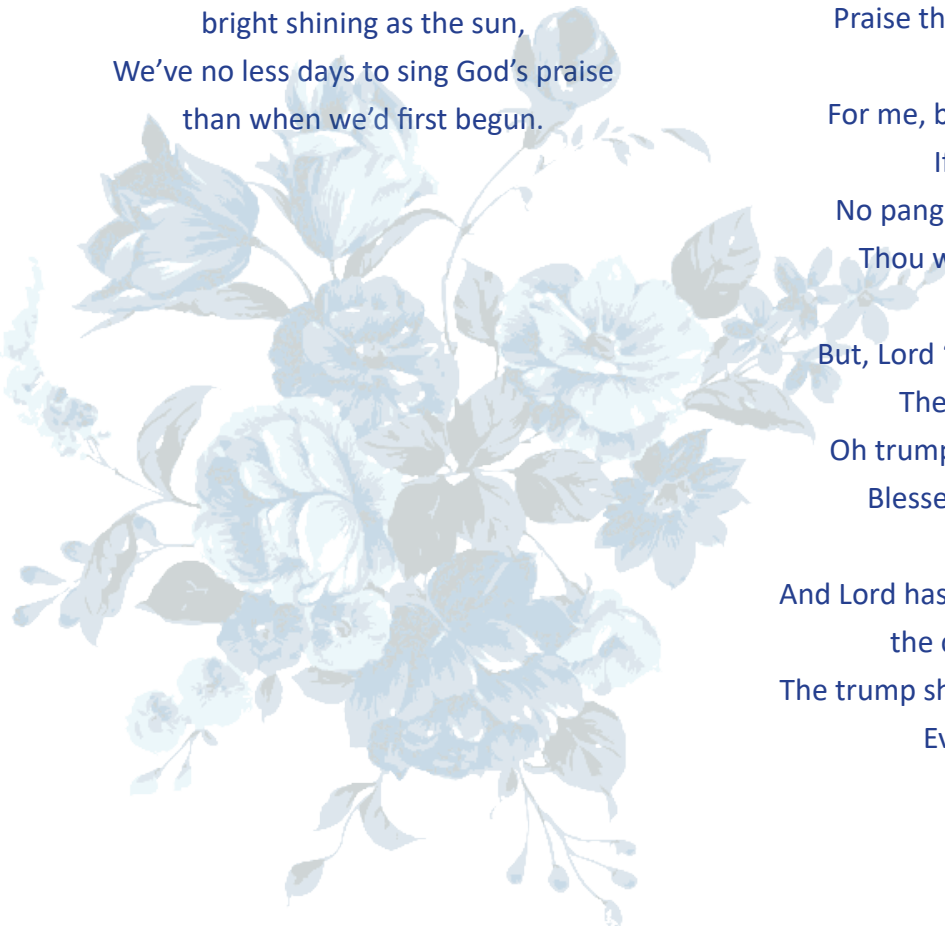 bright shining as the sun,
We’ve no less days to sing God’s praise
than when we’d first begun.
Praise th
For me, b
If
No pang
Thou w
But, Lord ‘
The
Oh trump
Blesse
And Lord has
the c
The trump sh
Ev